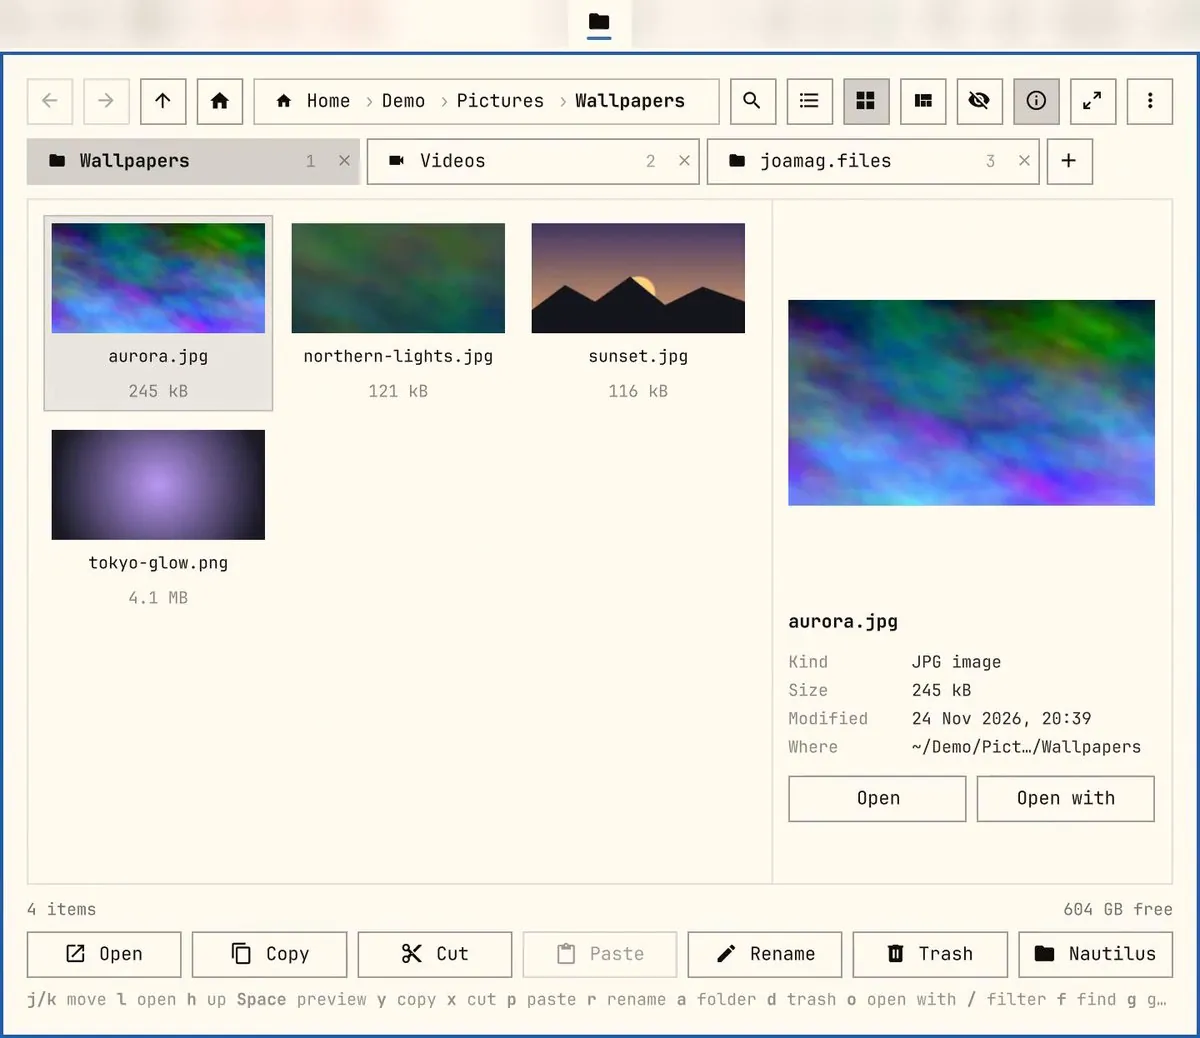 Home › Demo › Pictures › Wallpapers
Wallpapers 1 ×
Videos 2 ×
joamag.files 3 ×
+
aurora.jpg
245 kB
northern-lights.jpg
121 kB
sunset.jpg
116 kB
tokyo-glow.png
4.1 MB
aurora.jpg
Kind JPG image
Size 245 kB
Modified 24 Nov 2026, 20:39
Where ~/Demo/Pict…/Wallpapers
Open
Open with
4 items
604 GB free
Open
Copy
Cut
Paste
Rename
Trash
Nautilus
j/k move l open h up Space preview y copy x cut p paste r rename a folder d trash o open with / filter f find g g…